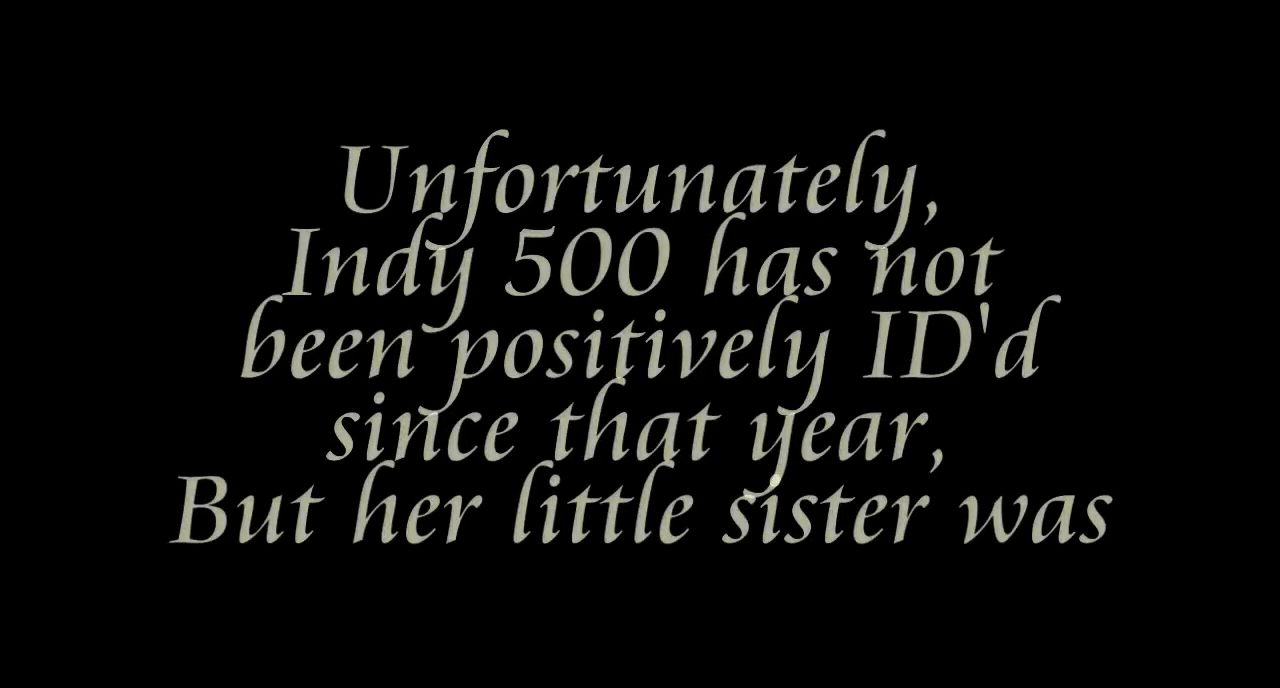 Unfortunately,
Indy 500 has not
been positively ID'd
since that year,
But her little sister was